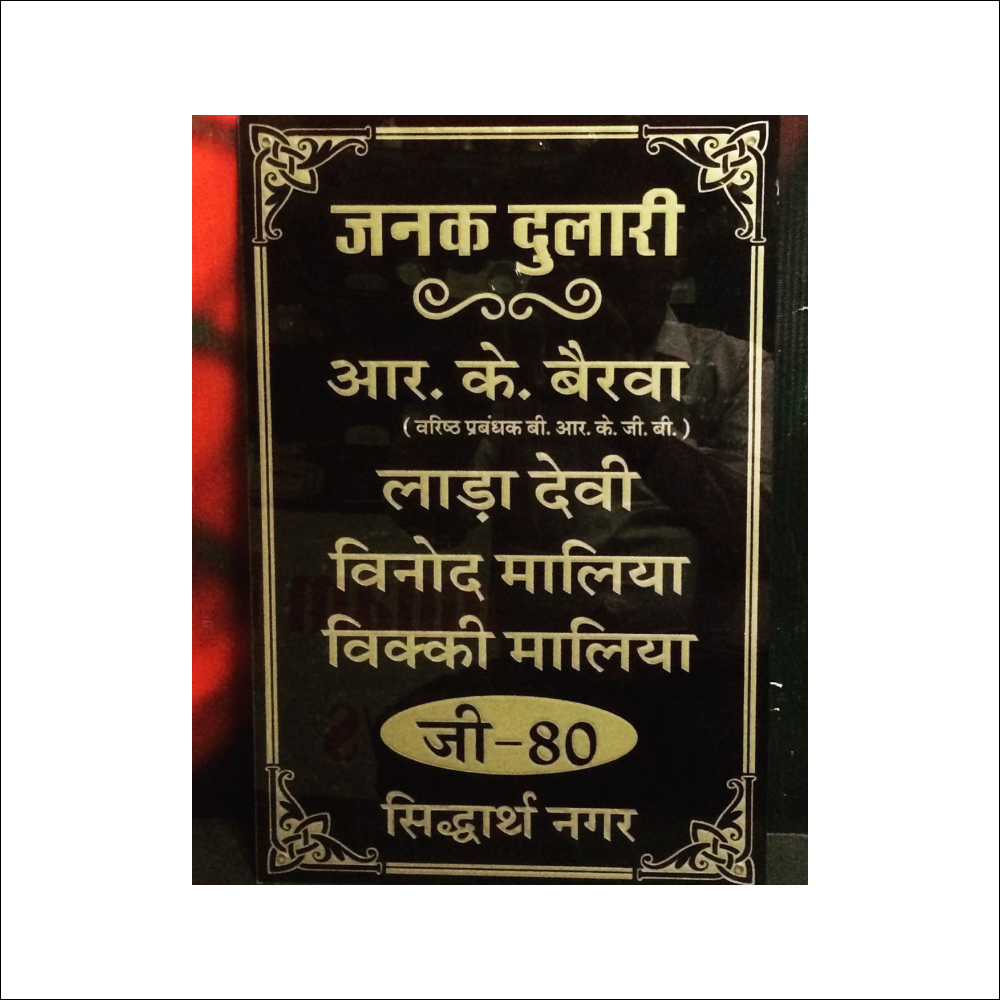 जनक दुलारी
आर. के. बैरवा
( वरिष्ठ प्रबंधक बी. आर. के. जी. बी. )
लाड़ा देवी
विनोद मालिया
विक्की मालिया
जी-80
सिद्धार्थ नगर